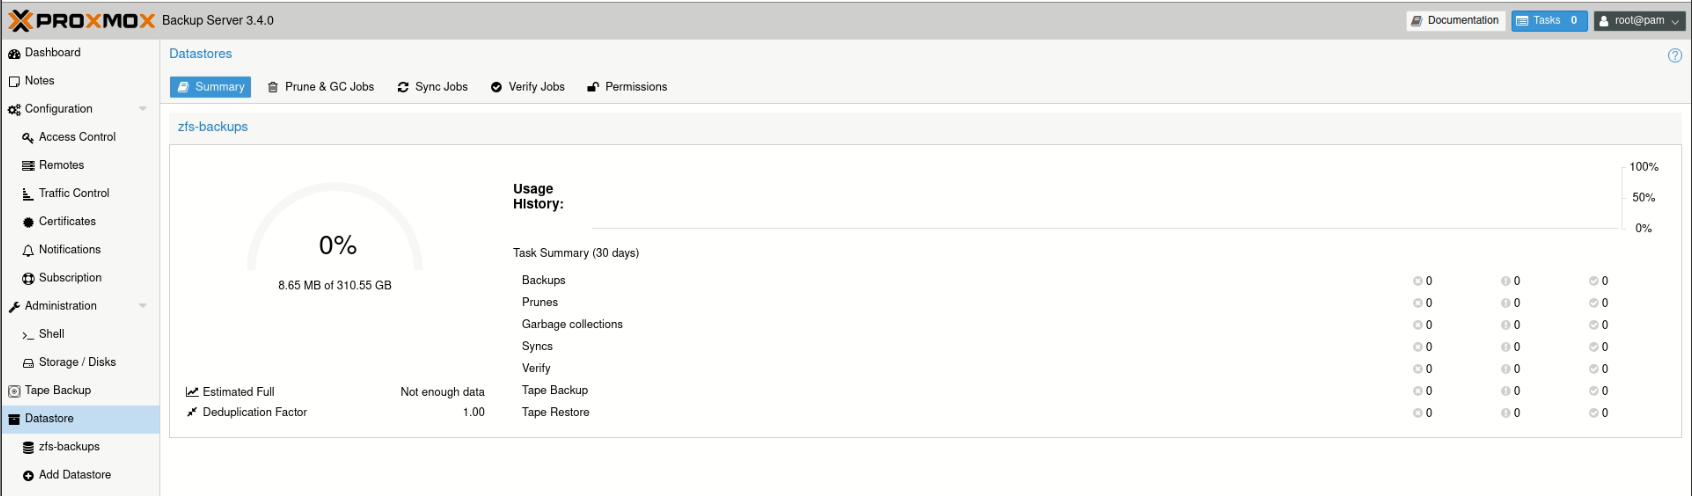 PROXMOX Backup Server 3.4.0
Documentation
Tasks 0
root@pam
Dashboard
Notes
Configuration
Access Control
Remotes
Traffic Control
Certificates
Notifications
Subscription
Administration
Shell
Storage / Disks
Tape Backup
Datastore
zfs-backups
Add Datastore
Datastores
Summary
Prune & GC Jobs
Sync Jobs
Verify Jobs
Permissions
zfs-backups
0%
8.65 MB of 310.55 GB
Estimated Full Not enough data
Deduplication Factor 1.00
Usage
History:
100%
50%
0%
Task Summary (30 days)
Backups 0 0 0
Prunes 0 0 0
Garbage collections 0 0 0
Syncs 0 0 0
Verify 0 0 0
Tape Backup 0 0 0
Tape Restore 0 0 0